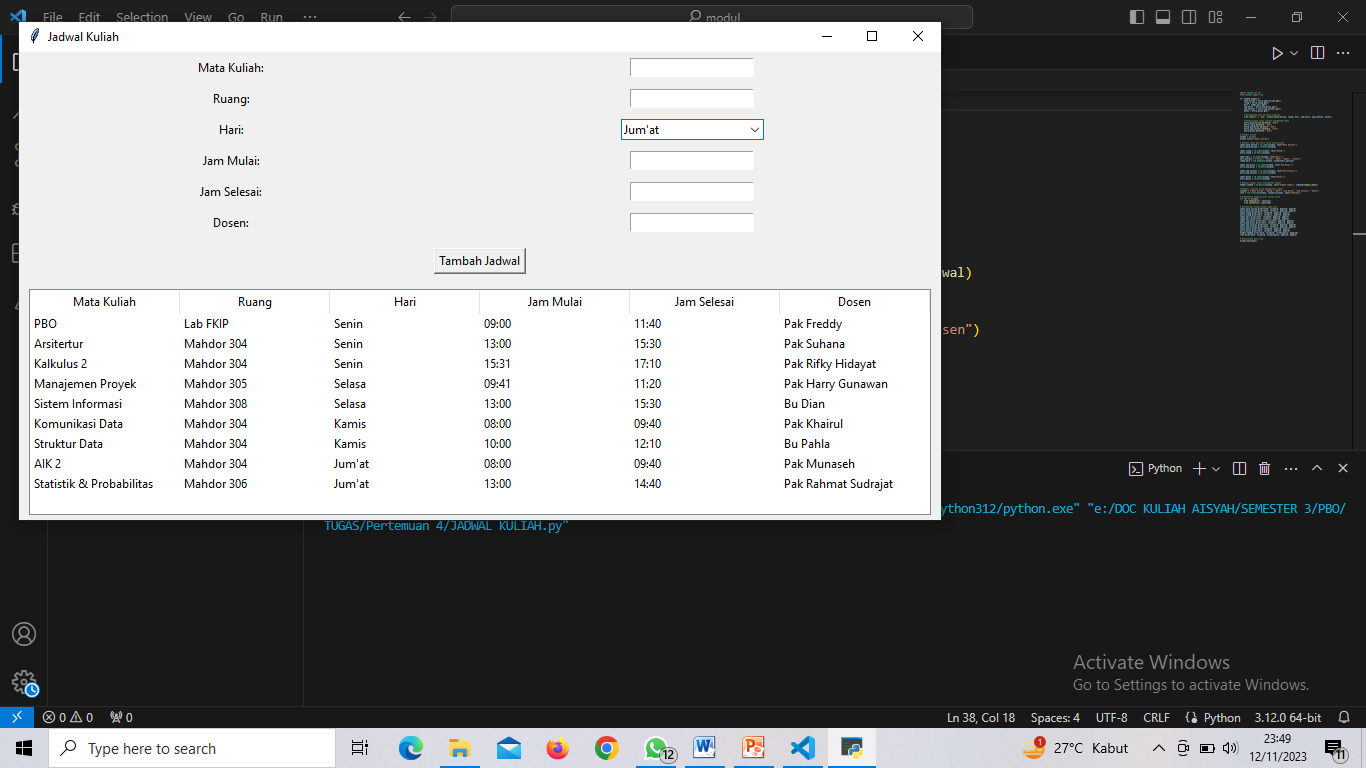 File Edit Selection View Go Run ...
modul
Jadwal Kuliah
Mata Kuliah:
Ruang:
Hari: Jum'at
Jam Mulai:
Jam Selesai:
Dosen:
Tambah Jadwal
Mata Kuliah Ruang Hari Jam Mulai Jam Selesai Dosen
PBO Lab FKIP Senin 09:00 11:40 Pak Freddy
Arsitertur Mahdor 304 Senin 13:00 15:30 Pak Suhana
Kalkulus 2 Mahdor 304 Senin 15:31 17:10 Pak Rifky Hidayat
Manajemen Proyek Mahdor 305 Selasa 09:41 11:20 Pak Harry Gunawan
Sistem Informasi Mahdor 308 Selasa 13:00 15:30 Bu Dian
Komunikasi Data Mahdor 304 Kamis 08:00 09:40 Pak Khairul
Struktur Data Mahdor 304 Kamis 10:00 12:10 Bu Pahla
AIK 2 Mahdor 304 Jum'at 08:00 09:40 Pak Munaseh
Statistik & Probabilitas Mahdor 306 Jum'at 13:00 14:40 Pak Rahmat Sudrajat
wal)
sen")
Python
ython312/python.exe" "e:/DOC KULIAH AISYAH/SEMESTER 3/PBO/
TUGAS/Pertemuan 4/JADWAL KULIAH.py"
Activate Windows
Go to Settings to activate Windows.
0 0 0 Ln 38, Col 18 Spaces: 4 UTF-8 CRLF Python 3.12.0 64-bit
Type here to search 12 1 27°C Kabut 23:49
12/11/2023 11